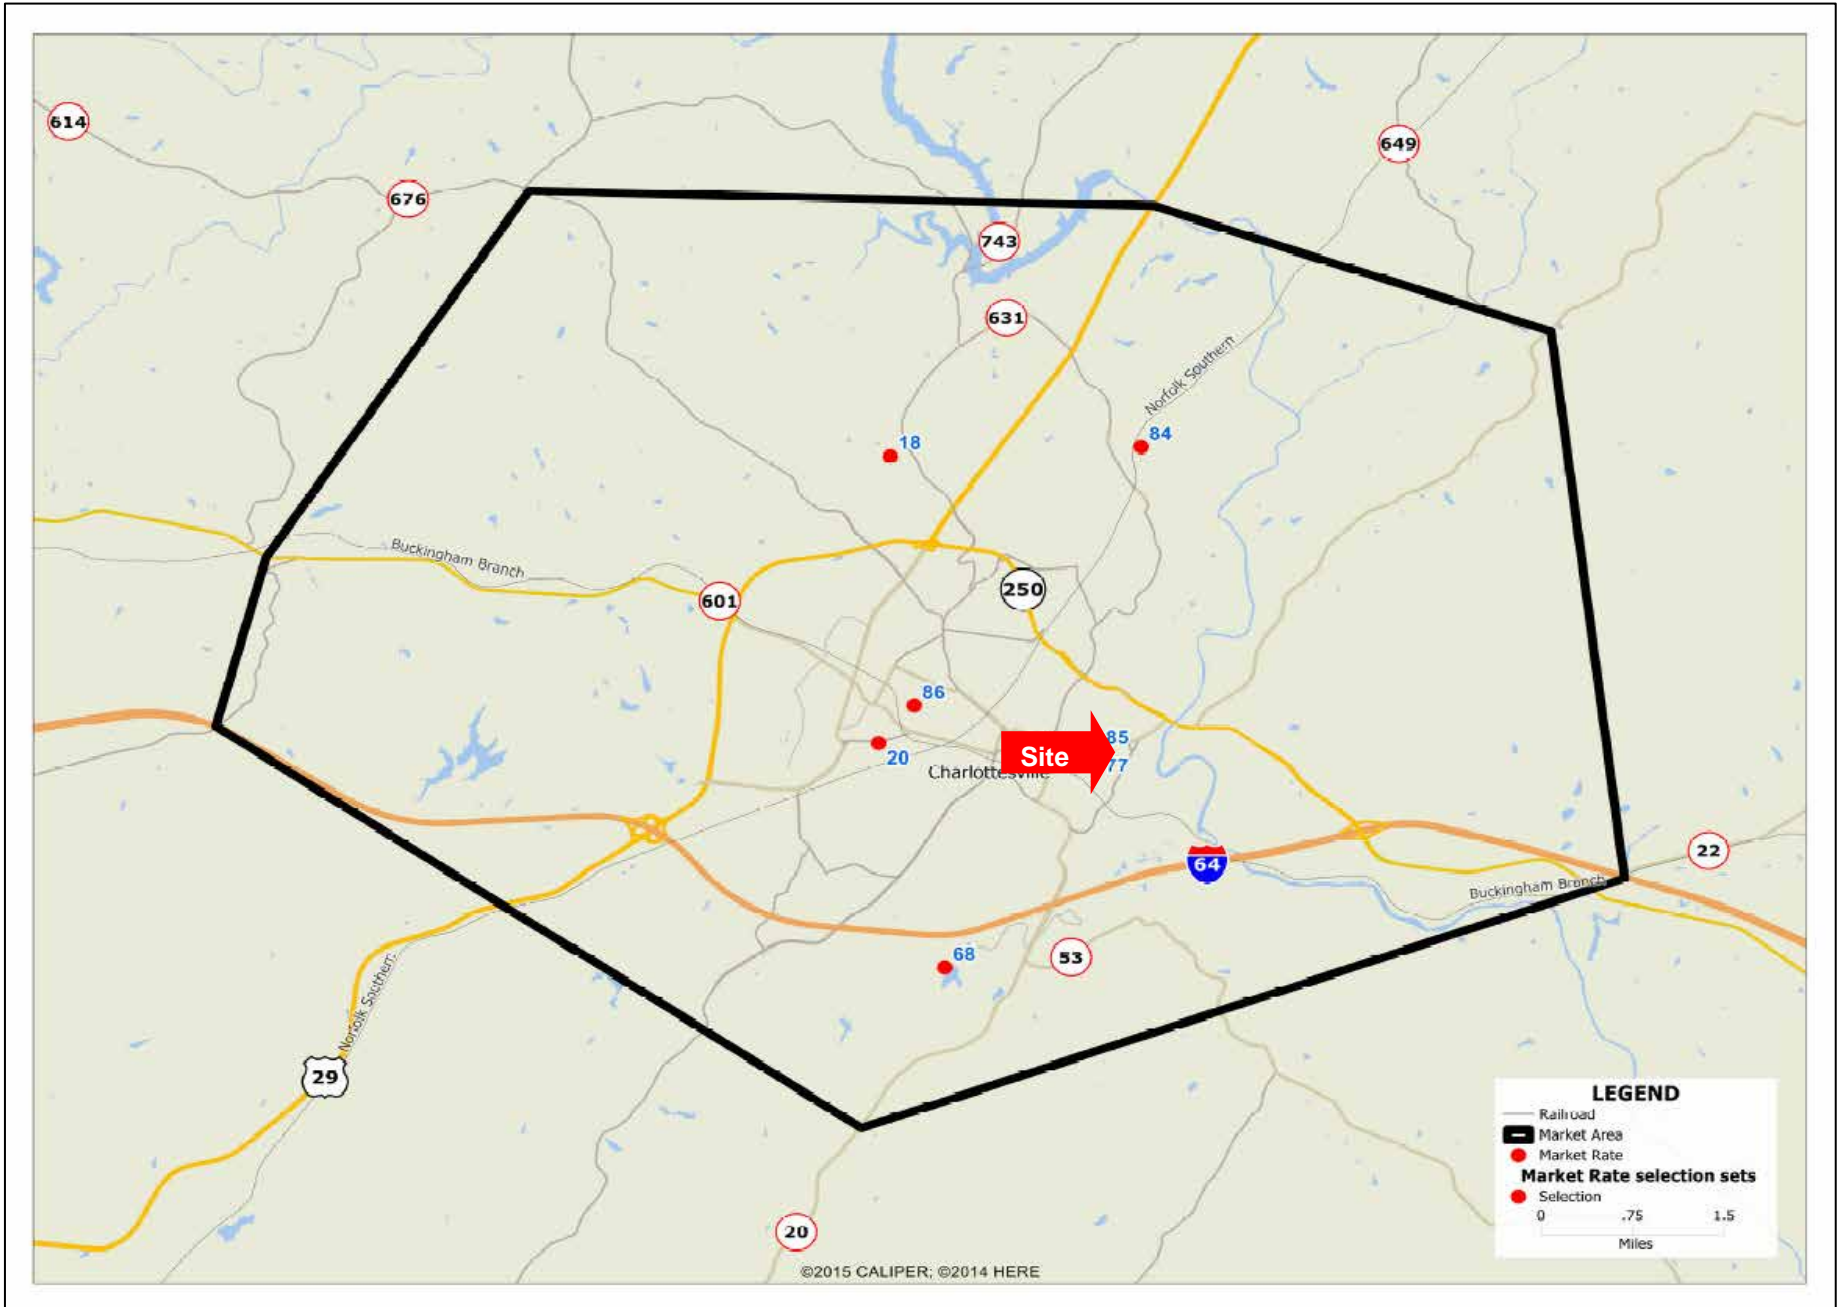 614
649
676
743
631
Norfolk Southern
84
18
Buckingham Branch
250
601
86
85
Site
20
77
Charlottesville
22
64
Buckingham Branch
68
53
Norfolk Southern
29
LEGEND
Railroad
Market Area
Market Rate
Market Rate selection sets
Selection
0 .75 1.5
Miles
20
©2015 CALIPER; ©2014 HERE